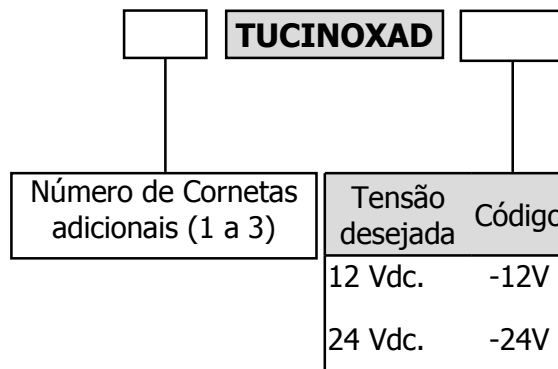 TUCINOXAD
Número de Cornetas
adicionais (1 a 3)
Tensão
desejada
Código
12 Vdc. -12V
24 Vdc. -24V